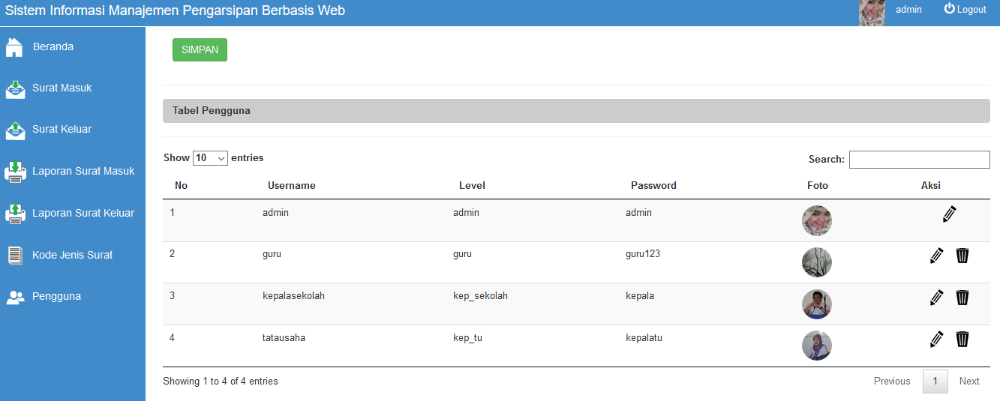 Sistem Informasi Manajemen Pengarsipan Berbasis Web
admin Logout
Beranda
Surat Masuk
Surat Keluar
Laporan Surat Masuk
Laporan Surat Keluar
Kode Jenis Surat
Pengguna
SIMPAN
Tabel Pengguna
Show 10 entries Search:
No Username Level Password Foto Aksi
1 admin admin admin
2 guru guru guru123
3 kepalasekolah kep_sekolah kepala
4 tatausaha kep_tu kepalatu
Showing 1 to 4 of 4 entries Previous 1 Next